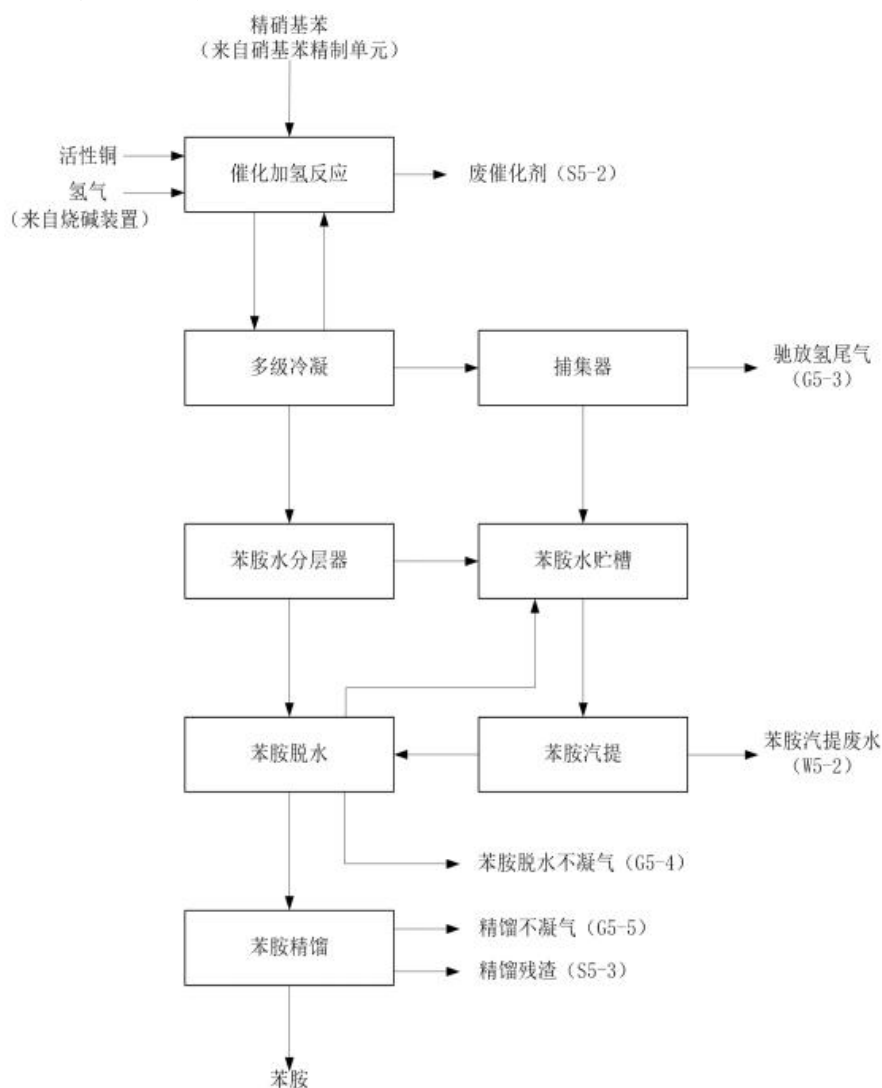 精硝基苯
（来自硝基苯精制单元）
活性铜
催化加氢反应
废催化剂（S5-2）
氢气
（来自烧碱装置）
多级冷凝
捕集器
驰放氢尾气
（G5-3）
苯胺水分层器
苯胺水贮槽
苯胺脱水
苯胺汽提
苯胺汽提废水
（W5-2）
苯胺脱水不凝气（G5-4）
苯胺精馏
精馏不凝气（G5-5）
精馏残渣（S5-3）
苯胺